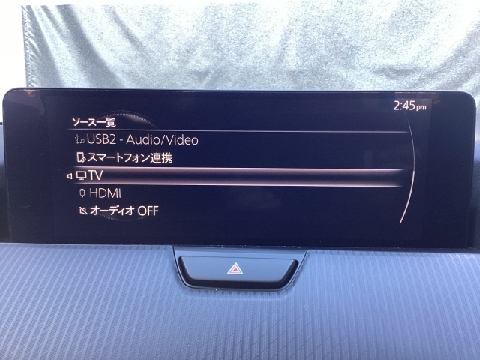 2:45pm
ソース一覧
USB2 - Audio/Video
スマートフォン連携
TV
HDMI
オーディオ OFF